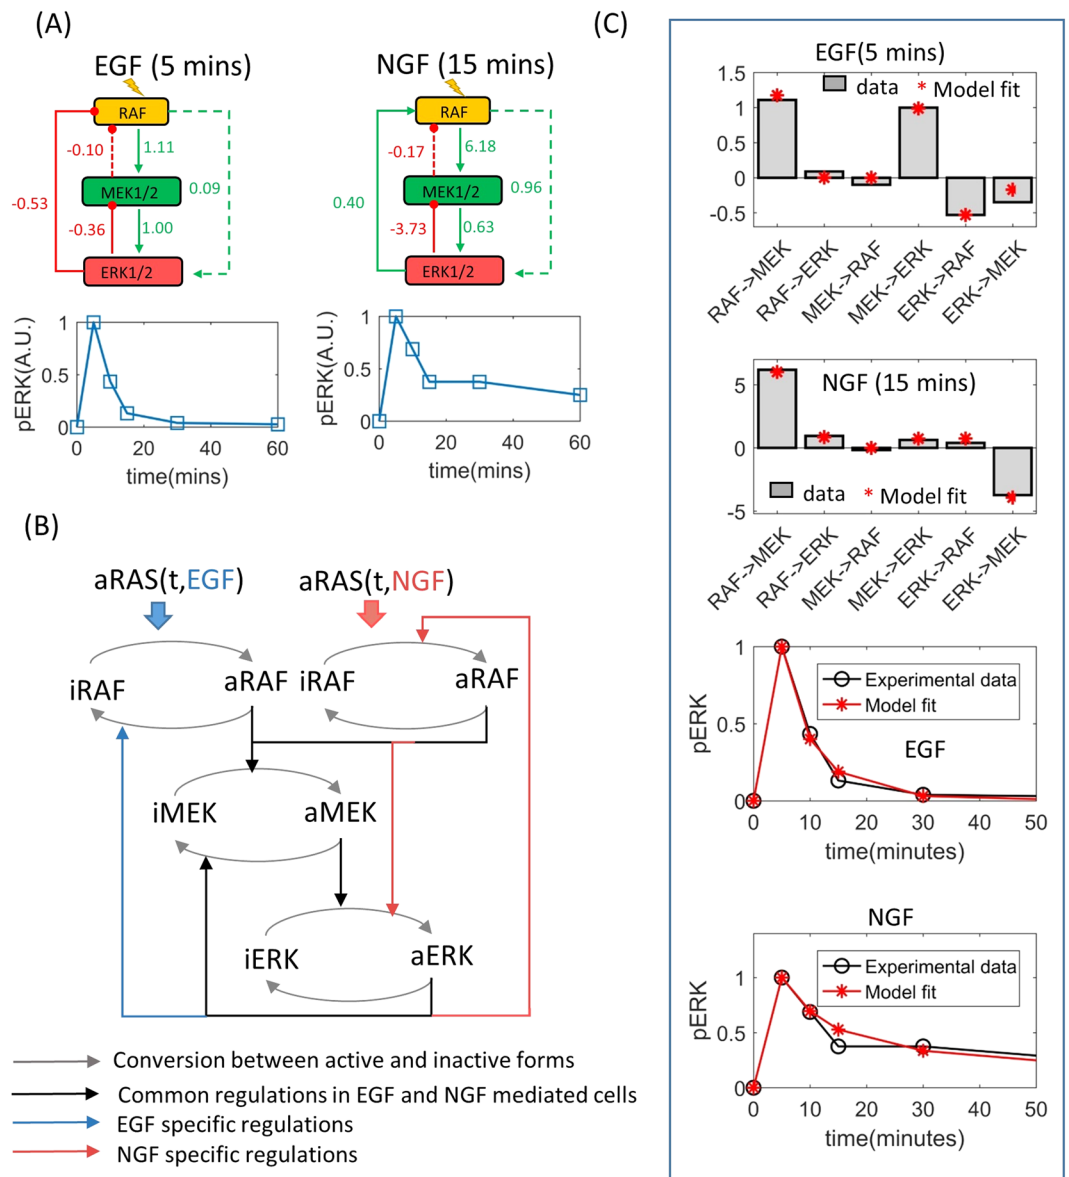 (A)
EGF (5 mins)
RAF
-0.10
1.11
MEK1/2
0.09
-0.53
-0.36
1.00
ERK1/2
NGF (15 mins)
RAF
-0.17
6.18
MEK1/2
0.96
0.40
-3.73
0.63
ERK1/2
pERK(A.U.)
1
0.5
0
0 20 40 60
time(mins)
pERK(A.U.)
1
0.5
0
0 20 40 60
time(mins)
(B)
aRAS(t,EGF)
aRAS(t,NGF)
iRAF
aRAF
iRAF
aRAF
iMEK
aMEK
iERK
aERK
Conversion between active and inactive forms
Common regulations in EGF and NGF mediated cells
EGF specific regulations
NGF specific regulations
(C)
EGF(5 mins)
data * Model fit
1.5
1
0.5
0
-0.5
RAF->MEK
RAF->ERK
MEK->RAF
MEK->ERK
ERK->RAF
ERK->MEK
NGF (15 mins)
data * Model fit
5
0
-5
RAF->MEK
RAF->ERK
MEK->RAF
MEK->ERK
ERK->RAF
ERK->MEK
pERK
1
0.5
0
Experimental data
Model fit
EGF
0 10 20 30 40 50
time(minutes)
NGF
pERK
1
0.5
0
Experimental data
Model fit
0 10 20 30 40 50
time(minutes)